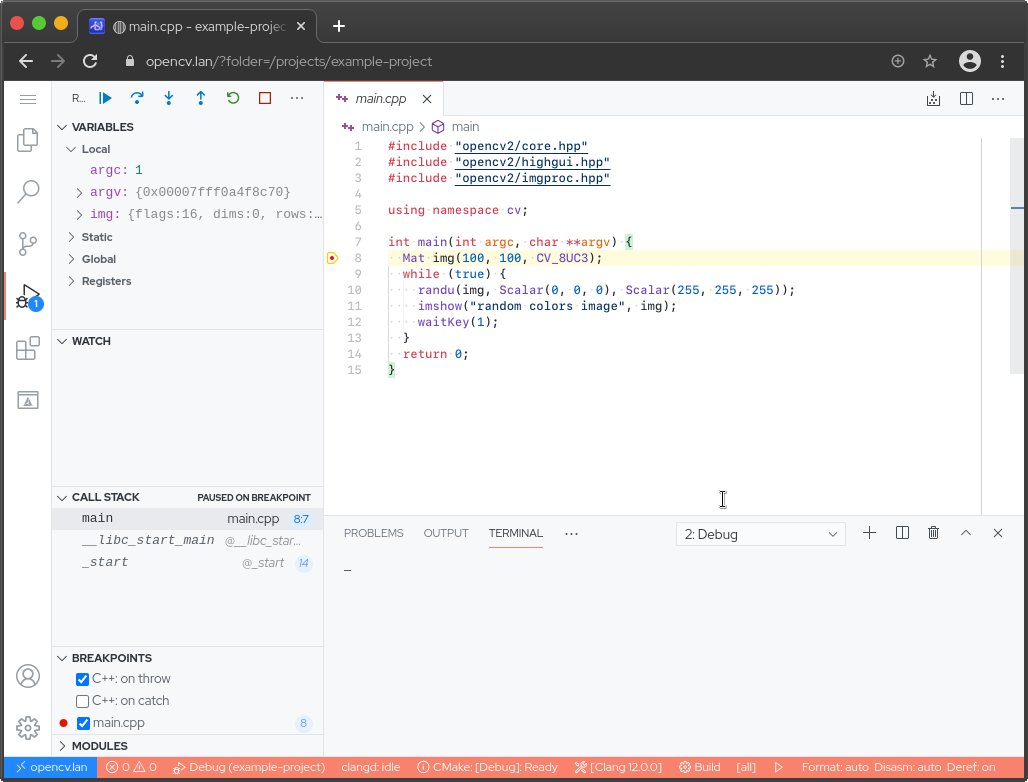 main.cpp - example-projec
opencv.lan/?folder=/projects/example-project
R...
VARIABLES
Local
argc: 1
argv: {0x00007fff0a4f8c70}
img: {flags:16, dims:0, rows:...
Static
Global
Registers
1
WATCH
CALL STACK PAUSED ON BREAKPOINT
main main.cpp 8:7
__libc_start_main @__libc_star...
_start @_start 14
BREAKPOINTS
C++: on throw
C++: on catch
main.cpp 8
MODULES
main.cpp
main.cpp > main
1 #include "opencv2/core.hpp"
2 #include "opencv2/highgui.hpp"
3 #include "opencv2/imgproc.hpp"
4
5 using namespace cv;
6
7 int main(int argc, char **argv) {
8 Mat img(100, 100, CV_8UC3);
9 while (true) {
10 randu(img, Scalar(0, 0, 0), Scalar(255, 255, 255));
11 imshow("random colors image", img);
12 waitKey(1);
13 }
14 return 0;
15 }
PROBLEMS OUTPUT TERMINAL ... 2: Debug
_
opencv.lan 0 0 Debug (example-project) clangd: idle CMake: [Debug]: Ready [Clang 12.0.0] Build [all] Format: auto Disasm: auto Deref: on